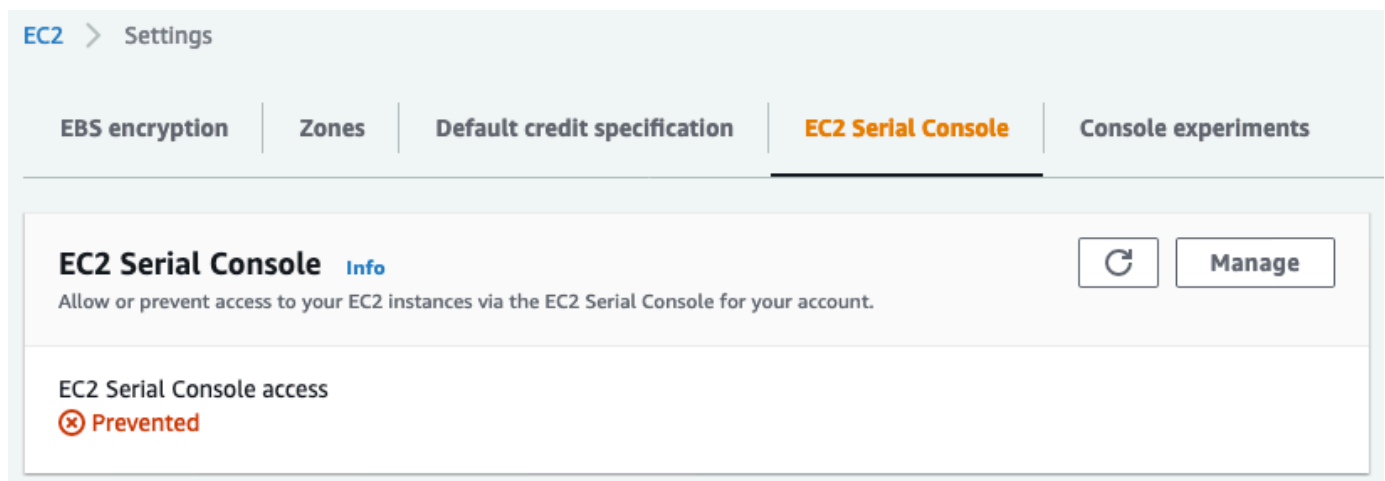 EC2 > Settings
EBS encryption Zones Default credit specification EC2 Serial Console Console experiments
EC2 Serial Console Info
Manage
Allow or prevent access to your EC2 instances via the EC2 Serial Console for your account.
EC2 Serial Console access
Prevented